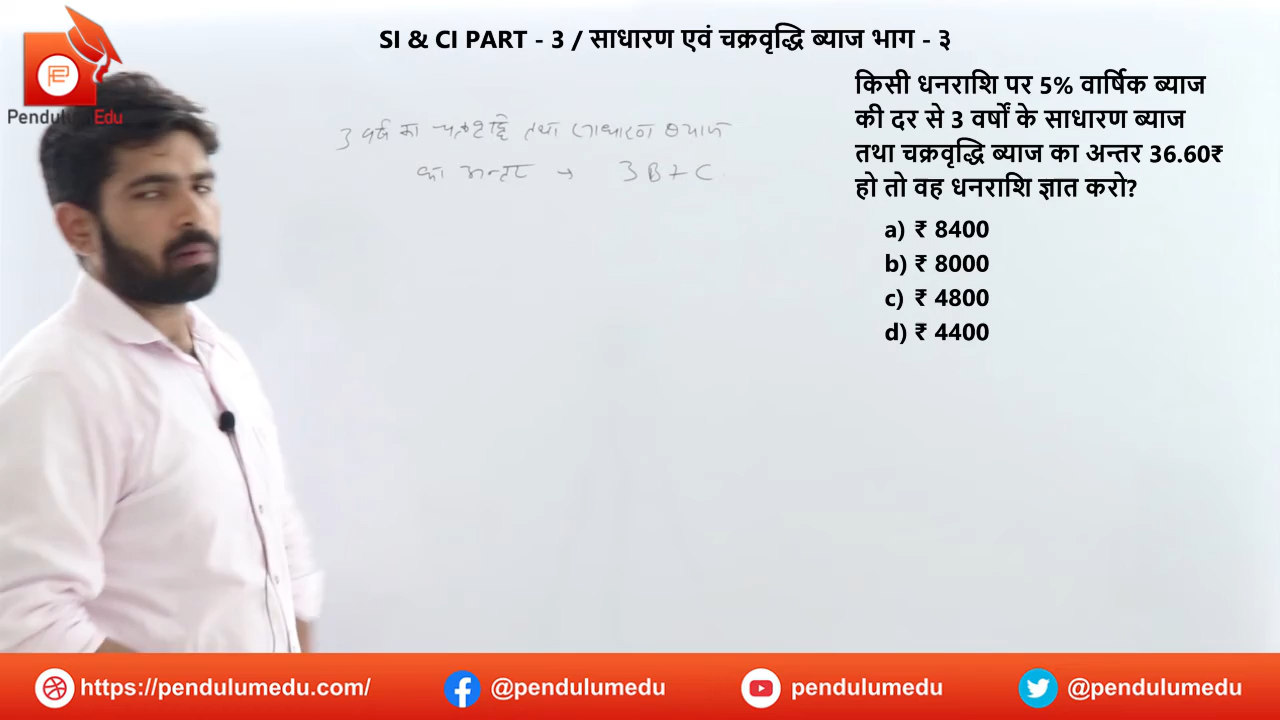 SI & CI PART - 3 / साधारण एवं चक्रवृद्धि ब्याज भाग - ३
PendulumEdu
किसी धनराशि पर 5% वार्षिक ब्याज
की दर से 3 वर्षों के साधारण ब्याज
तथा चक्रवृद्धि ब्याज का अन्तर 36.60₹
हो तो वह धनराशि ज्ञात करो?
a) ₹ 8400
b) ₹ 8000
c) ₹ 4800
d) ₹ 4400
3 वर्ष का तथा साधारण ब्याज
का अन्तर → 3B + C
https://pendulumedu.com/
@pendulumedu
pendulumedu
@pendulumedu